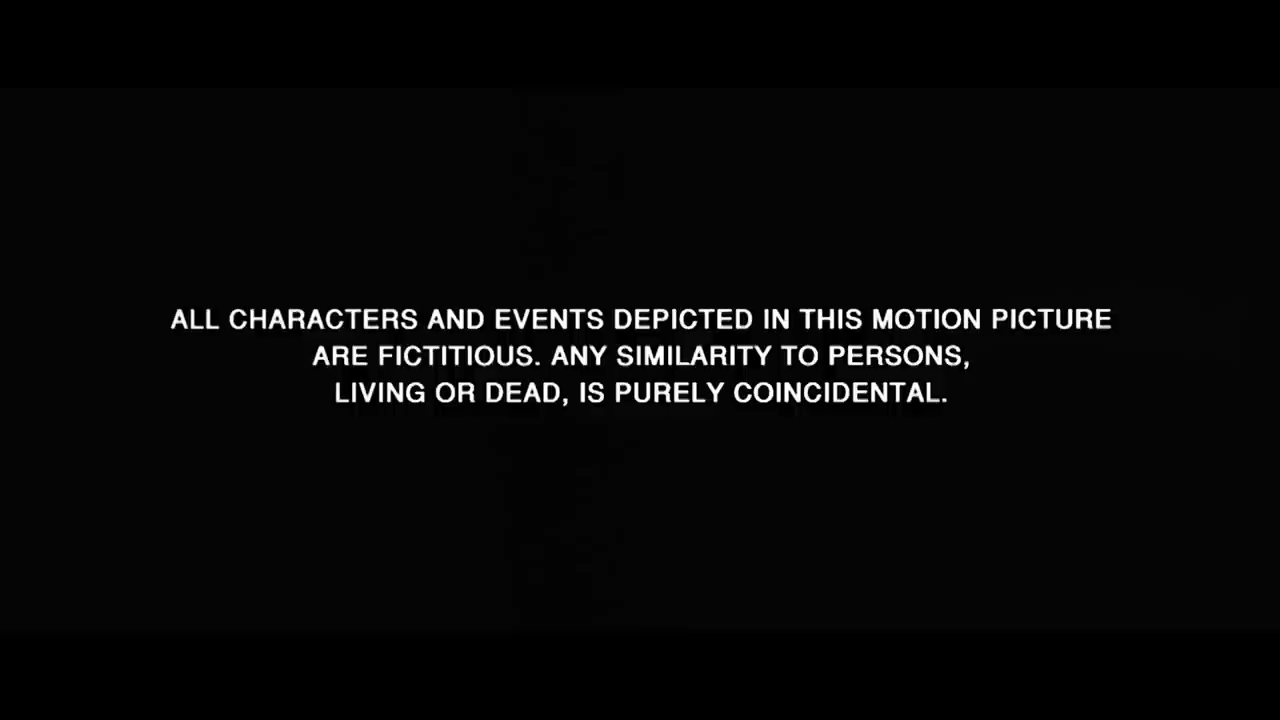 ALL CHARACTERS AND EVENTS DEPICTED IN THIS MOTION PICTURE
ARE FICTITIOUS. ANY SIMILARITY TO PERSONS,
LIVING OR DEAD, IS PURELY COINCIDENTAL.